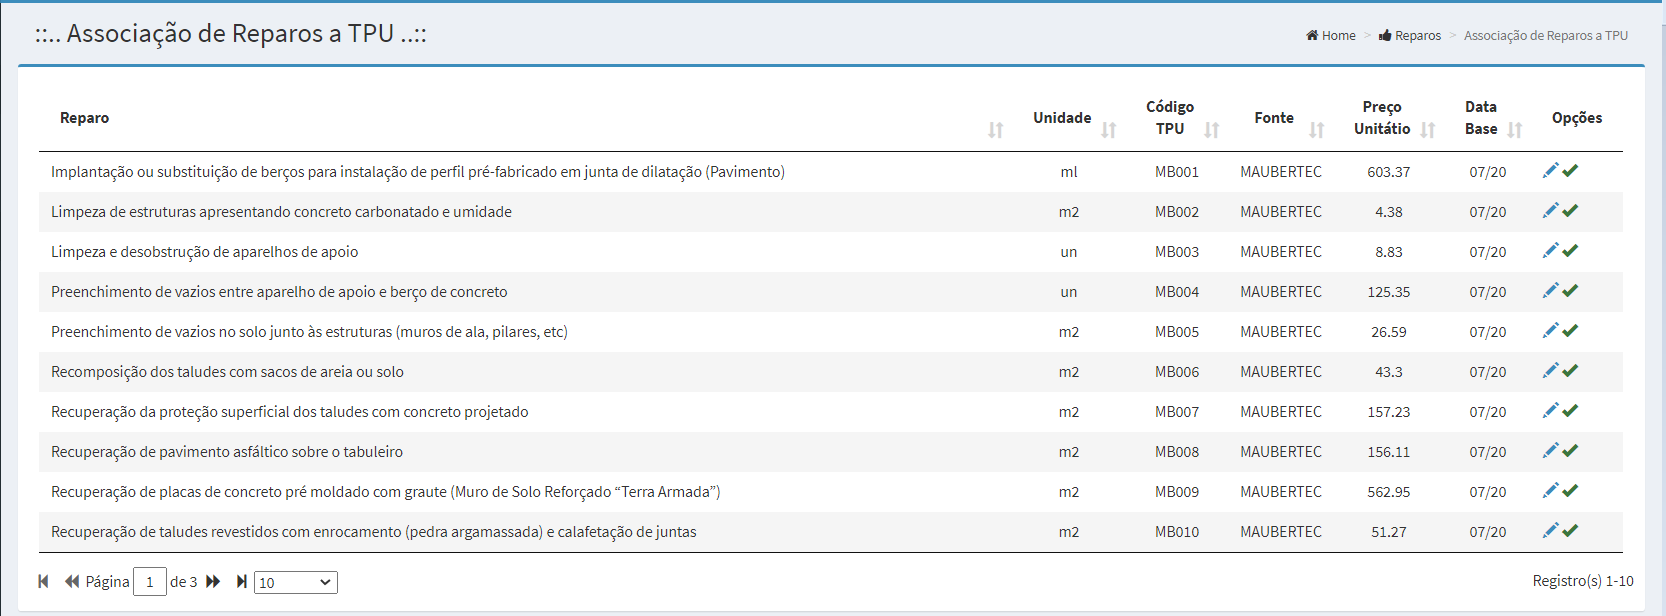 ::.. Associação de Reparos a TPU ..::
Home > Reparos > Associação de Reparos a TPU
Reparo Unidade Código TPU Fonte Preço Unitátio Data Base Opções
Implantação ou substituição de berços para instalação de perfil pré-fabricado em junta de dilatação (Pavimento) ml MB001 MAUBERTEC 603.37 07/20
Limpeza de estruturas apresentando concreto carbonatado e umidade m2 MB002 MAUBERTEC 4.38 07/20
Limpeza e desobstrução de aparelhos de apoio un MB003 MAUBERTEC 8.83 07/20
Preenchimento de vazios entre aparelho de apoio e berço de concreto un MB004 MAUBERTEC 125.35 07/20
Preenchimento de vazios no solo junto às estruturas (muros de ala, pilares, etc) m2 MB005 MAUBERTEC 26.59 07/20
Recomposição dos taludes com sacos de areia ou solo m2 MB006 MAUBERTEC 43.3 07/20
Recuperação da proteção superficial dos taludes com concreto projetado m2 MB007 MAUBERTEC 157.23 07/20
Recuperação de pavimento asfáltico sobre o tabuleiro m2 MB008 MAUBERTEC 156.11 07/20
Recuperação de placas de concreto pré moldado com graute (Muro de Solo Reforçado “Terra Armada”) m2 MB009 MAUBERTEC 562.95 07/20
Recuperação de taludes revestidos com enrocamento (pedra argamassada) e calafetação de juntas m2 MB010 MAUBERTEC 51.27 07/20
Página 1 de 3 10 Registro(s) 1-10